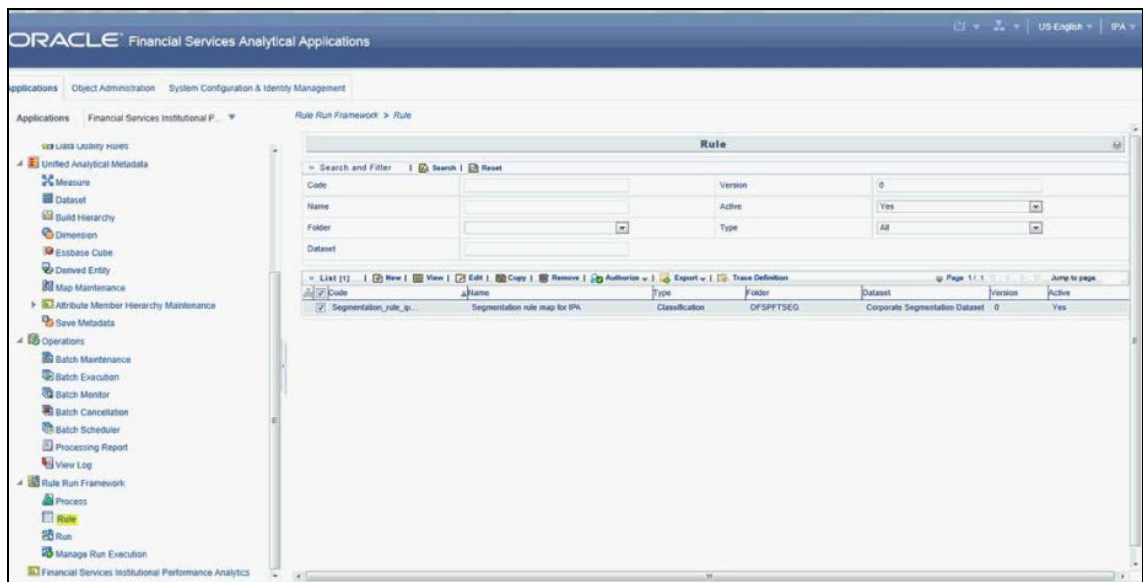 ORACLE Financial Services Analytical Applications
US-English
IPA
Applications Object Administration System Configuration & Identity Management
Applications Financial Services Institutional P...
Rule Run Framework > Rule
Data Quality Rules
Unified Analytical Metadata
Measure
Dataset
Build Hierarchy
Dimension
Essbase Cube
Derived Entity
Map Maintenance
Attribute Member Hierarchy Maintenance
Save Metadata
Operations
Batch Maintenance
Batch Execution
Batch Monitor
Batch Cancellation
Batch Scheduler
Processing Report
View Log
Rule Run Framework
Process
Rule
Run
Manage Run Execution
Financial Services Institutional Performance Analytics
Rule
» Search and Filter | Search | Reset
Code Version 0
Name Active Yes
Folder Type All
Dataset
» List [1] | New | View | Edit | Copy | Remove | Authorize | Export | Trace Definition Page 1 / 1 Jump to page
Code Name Type Folder Dataset Version Active
Segmentation_rule_ip... Segmentation rule map for IPA Classification OFSPFTSEG Corporate Segmentation Dataset 0 Yes